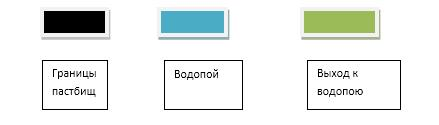 Границы
пастбищ
Водопой
Выход к
водопою